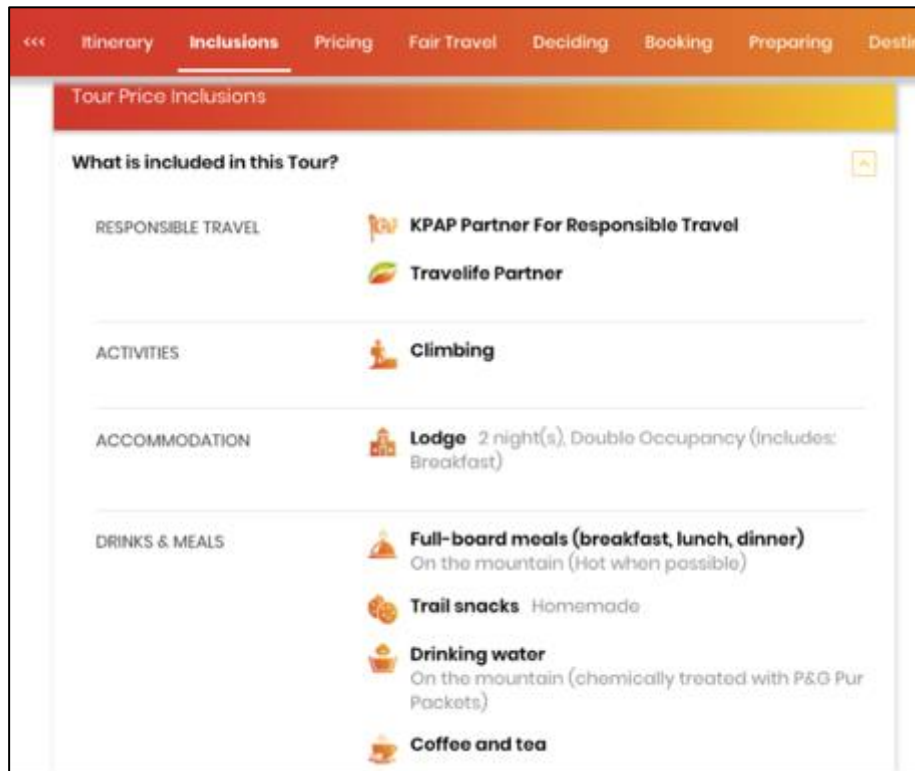 <<< Itinerary Inclusions Pricing Fair Travel Deciding Booking Preparing
Tour Price Inclusions
What is included in this Tour?
RESPONSIBLE TRAVEL
KPAP Partner For Responsible Travel
Travelife Partner
ACTIVITIES
Climbing
ACCOMMODATION
Lodge 2 night(s), Double Occupancy (Includes:
Breakfast)
DRINKS & MEALS
Full-board meals (breakfast, lunch, dinner)
On the mountain (Hot when possible)
Trail snacks Homemade
Drinking water
On the mountain (chemically treated with P&G Pur
Packets)
Coffee and tea